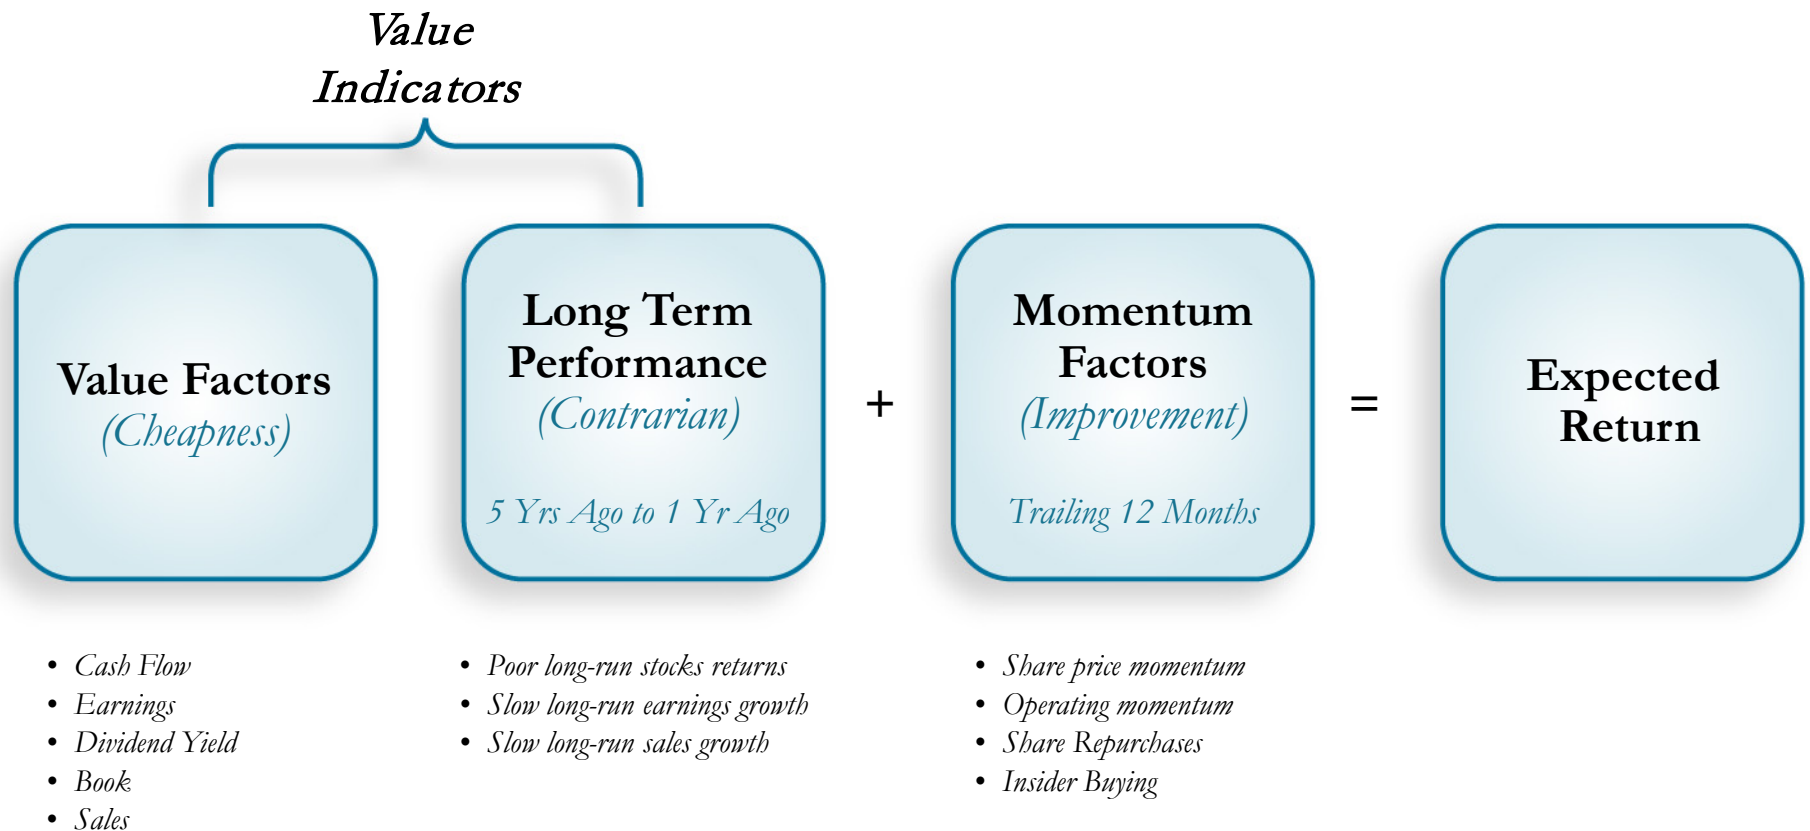 Value
Indicators
Value Factors
(Cheapness)
Long Term
Performance
(Contrarian)
5 Yrs Ago to 1 Yr Ago
+
Momentum
Factors
(Improvement)
Trailing 12 Months
=
Expected
Return
• Cash Flow
• Earnings
• Dividend Yield
• Book
• Sales
• Poor long-run stocks returns
• Slow long-run earnings growth
• Slow long-run sales growth
• Share price momentum
• Operating momentum
• Share Repurchases
• Insider Buying